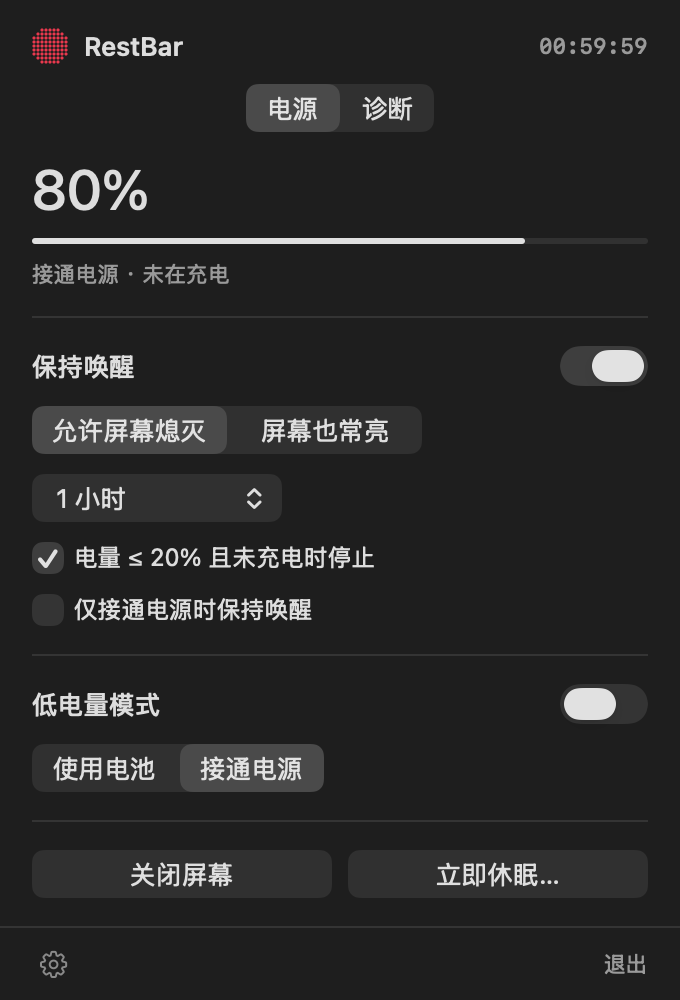 RestBar
00:59:59
电源
诊断
80%
接通电源 · 未在充电
保持唤醒
允许屏幕熄灭
屏幕也常亮
1 小时
电量 ≤ 20% 且未充电时停止
仅接通电源时保持唤醒
低电量模式
使用电池
接通电源
关闭屏幕
立即休眠...
退出